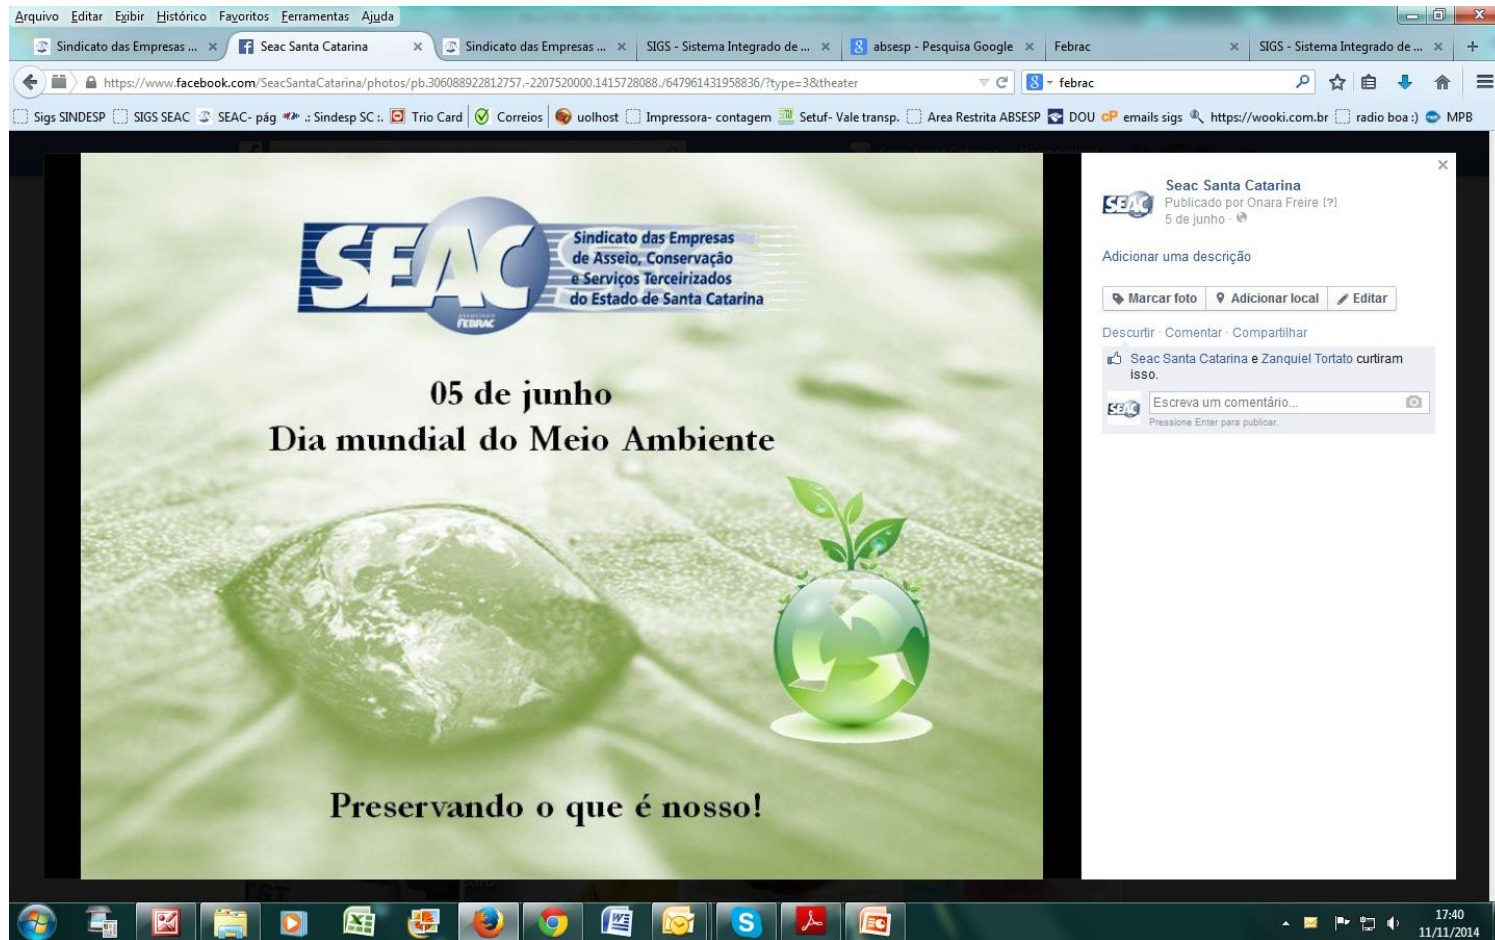 Arquivo Editar Exibir Histórico Favoritos Ferramentas Ajuda
Sindicato das Empresas ... Seac Santa Catarina Sindicato das Empresas ... SIGS - Sistema Integrado de ... absesp - Pesquisa Google Febrac SIGS - Sistema Integrado de ...
https://www.facebook.com/SeacSantaCatarina/photos/pb.306088922812757.-2207520000.1415728088./647961431958836/?type=3&theater febrac
Sigs SINDESP SIGS SEAC SEAC- pág .: Sindesp SC :. Trio Card Correios uolhost Impressora- contagem Setuf- Vale transp. Area Restrita ABSESP DOU emails sigs https://wooki.com.br radio boa :) MPB
SEAC
Sindicato das Empresas
de Asseio, Conservação
e Serviços Terceirizados
do Estado de Santa Catarina
ASSOCIADO
FEBRAC
05 de junho
Dia mundial do Meio Ambiente
Preservando o que é nosso!
SEAC
Seac Santa Catarina
Publicado por Onara Freire [?]
5 de junho ·
Adicionar uma descrição
Marcar foto Adicionar local Editar
Descurtir · Comentar · Compartilhar
Seac Santa Catarina e Zanquiel Tortato curtiram
isso.
SEAC
Escreva um comentário...
Pressione Enter para publicar.
17:40
11/11/2014